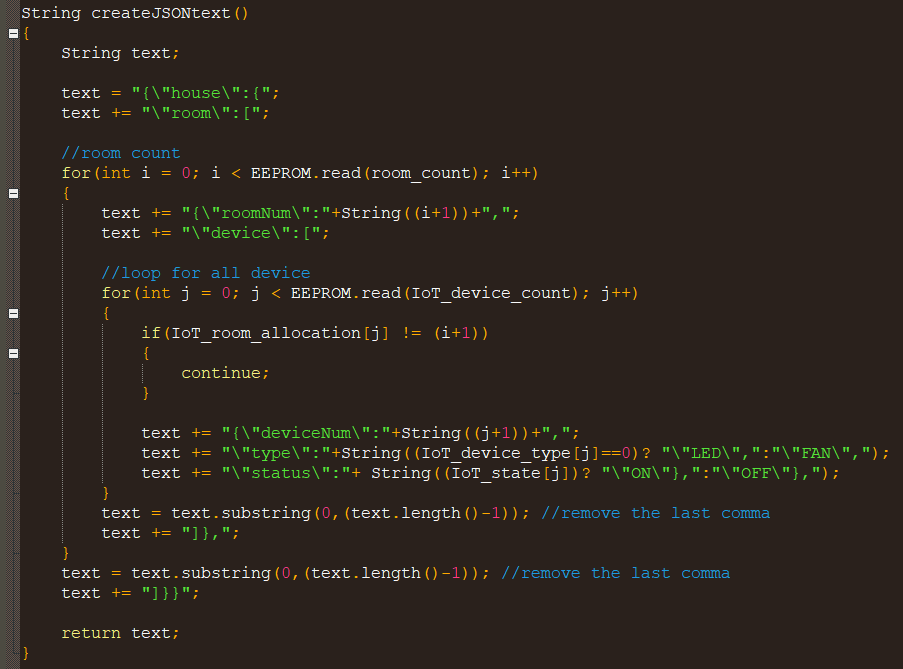 String createJSONtext()
{
    String text;

    text = "{\"house\":{";
    text += "\"room\":[";

    //room count
    for(int i = 0; i < EEPROM.read(room_count); i++)
    {
        text += "{\"roomNum\":"+String((i+1))+",";
        text += "\"device\":[";

        //loop for all device
        for(int j = 0; j < EEPROM.read(IoT_device_count); j++)
        {
            if(IoT_room_allocation[j] != (i+1))
            {
                continue;
            }

            text += "{\"deviceNum\":"+String((j+1))+",";
            text += "\"type\":"+String((IoT_device_type[j]==0)? "\"LED\",":"\"FAN\",");
            text += "\"status\":"+ String((IoT_state[j])? "\"ON\"},":"\"OFF\"},");
        }
        text = text.substring(0,(text.length()-1)); //remove the last comma
        text += "]},";
    }
    text = text.substring(0,(text.length()-1)); //remove the last comma
    text += "]}}";

    return text;
}